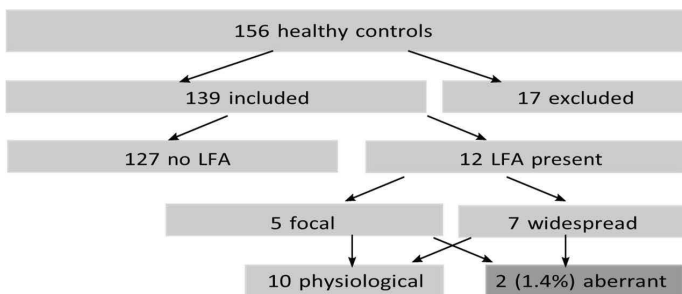 156 healthy controls
139 included
17 excluded
127 no LFA
12 LFA present
5 focal
7 widespread
10 physiological
2 (1.4%) aberrant